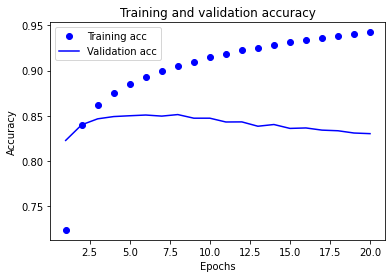 Training and validation accuracy
Training acc
Validation acc
Accuracy
0.95
0.90
0.85
0.80
0.75
2.5 5.0 7.5 10.0 12.5 15.0 17.5 20.0
Epochs